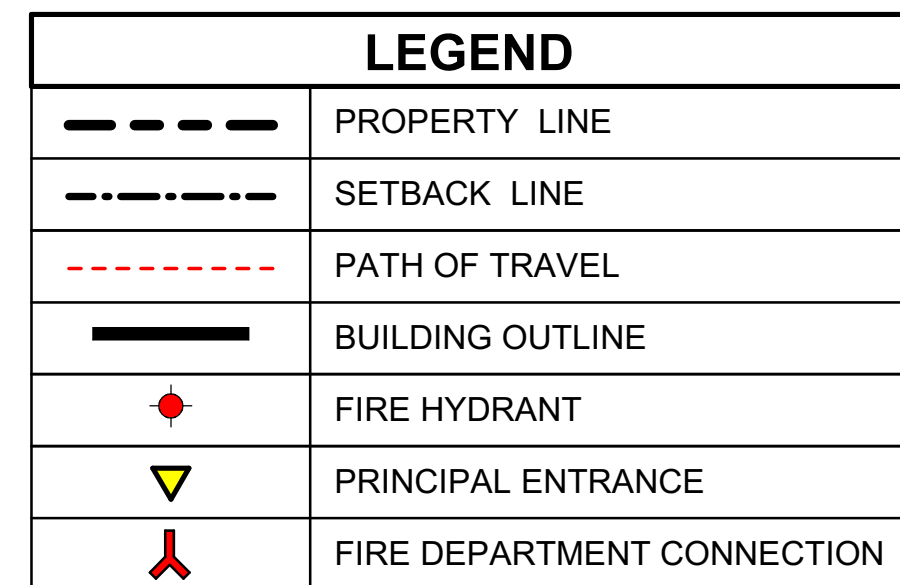 LEGEND
PROPERTY LINE
SETBACK LINE
PATH OF TRAVEL
BUILDING OUTLINE
FIRE HYDRANT
PRINCIPAL ENTRANCE
FIRE DEPARTMENT CONNECTION